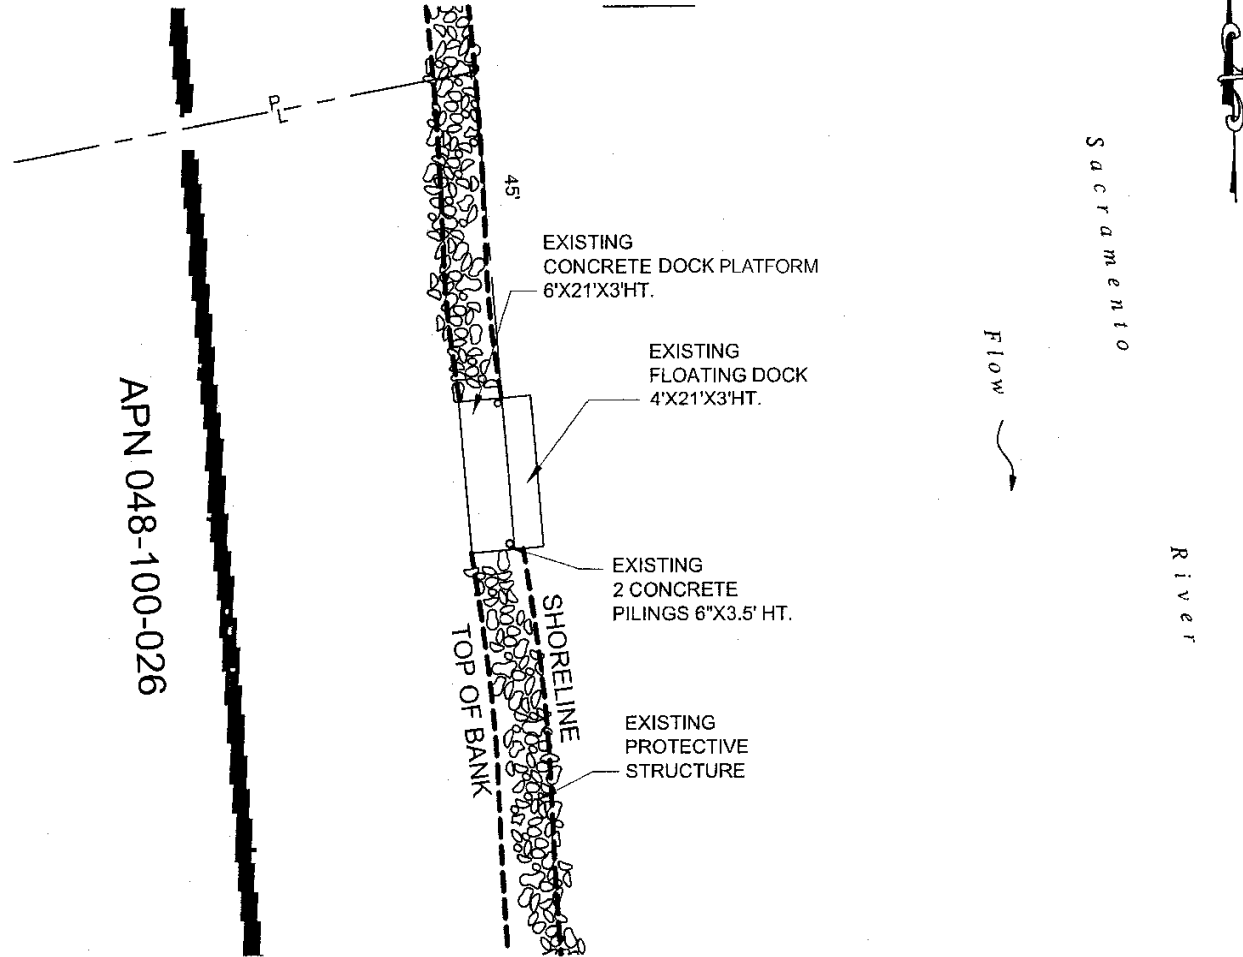 PL
45'
EXISTING
CONCRETE DOCK PLATFORM
6'X21'X3'HT.
EXISTING
FLOATING DOCK
4'X21'X3'HT.
Sacramento
Flow
River
APN 048-100-026
EXISTING
2 CONCRETE
PILINGS 6"X3.5' HT.
SHORELINE
TOP OF BANK
EXISTING
PROTECTIVE
STRUCTURE